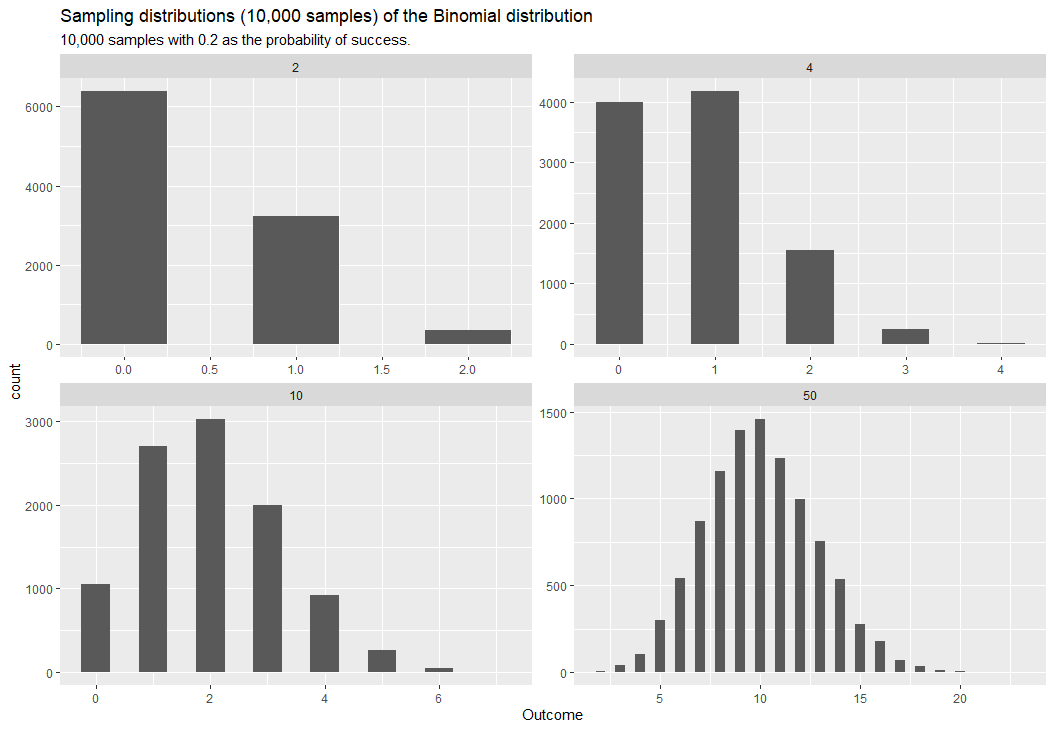 Sampling distributions (10,000 samples) of the Binomial distribution
10,000 samples with 0.2 as the probability of success.
2
6000
4000
2000
0
0.0 0.5 1.0 1.5 2.0
4
4000
3000
2000
1000
0
0 1 2 3 4
count
10
3000
2000
1000
0
0 2 4 6
50
1500
1000
500
0
5 10 15 20
Outcome